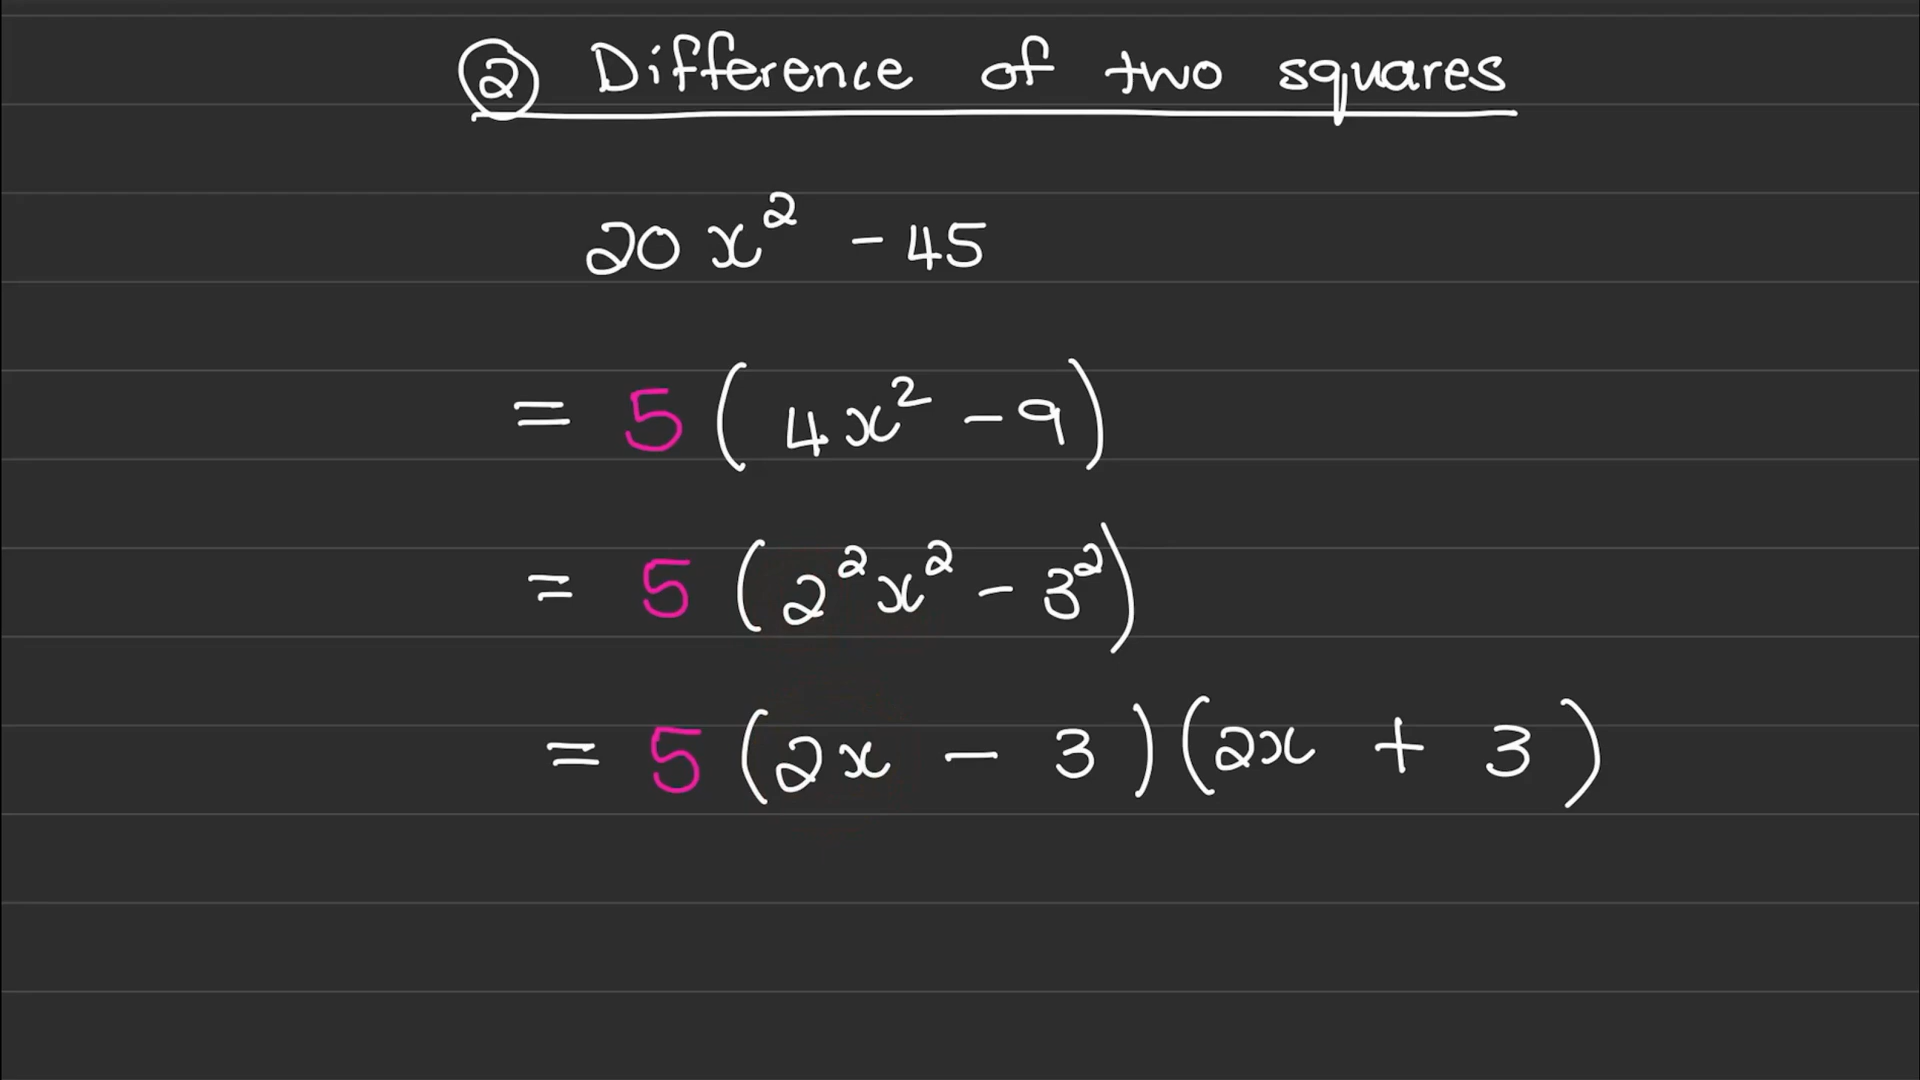 ② Difference of two squares
20x² - 45
= 5(4x² - 9)
= 5(2²x² - 3²)
= 5(2x - 3)(2x + 3)